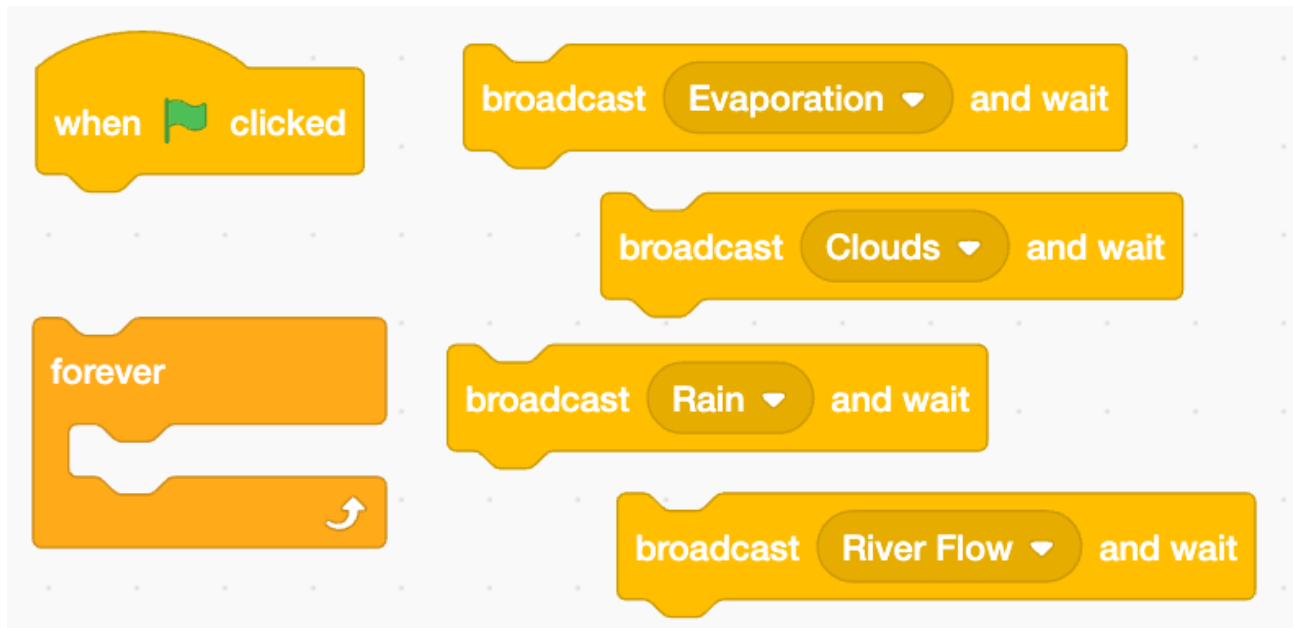 when clicked
forever
broadcast Evaporation and wait
broadcast Clouds and wait
broadcast Rain and wait
broadcast River Flow and wait